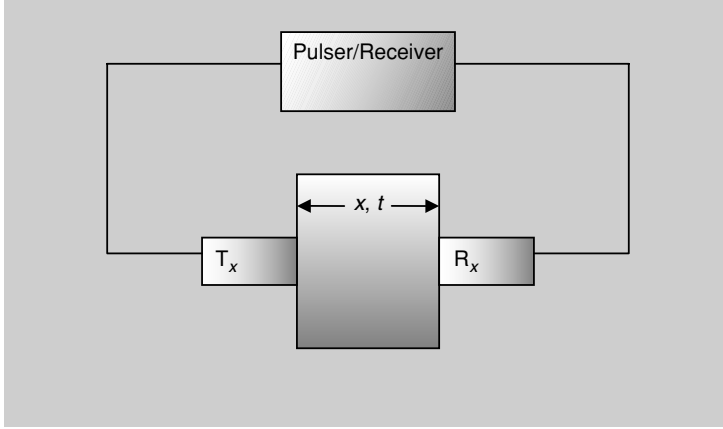 Pulser/Receiver
x, t
Tx
Rx